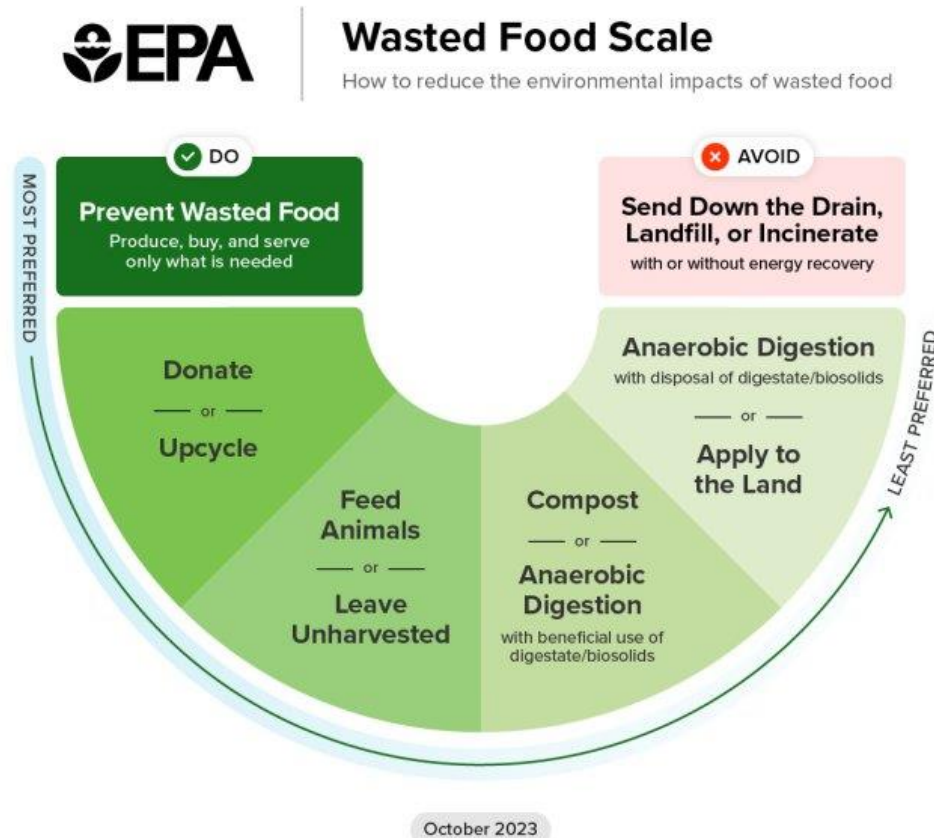 EPA
Wasted Food Scale
How to reduce the environmental impacts of wasted food
MOST PREFERRED
DO
Prevent Wasted Food
Produce, buy, and serve
only what is needed
Donate
or
Upcycle
Feed
Animals
or
Leave
Unharvested
Compost
or
Anaerobic
Digestion
with beneficial use of
digestate/biosolids
Anaerobic Digestion
with disposal of digestate/biosolids
or
Apply to
the Land
AVOID
Send Down the Drain,
Landfill, or Incinerate
with or without energy recovery
LEAST PREFERRED
October 2023